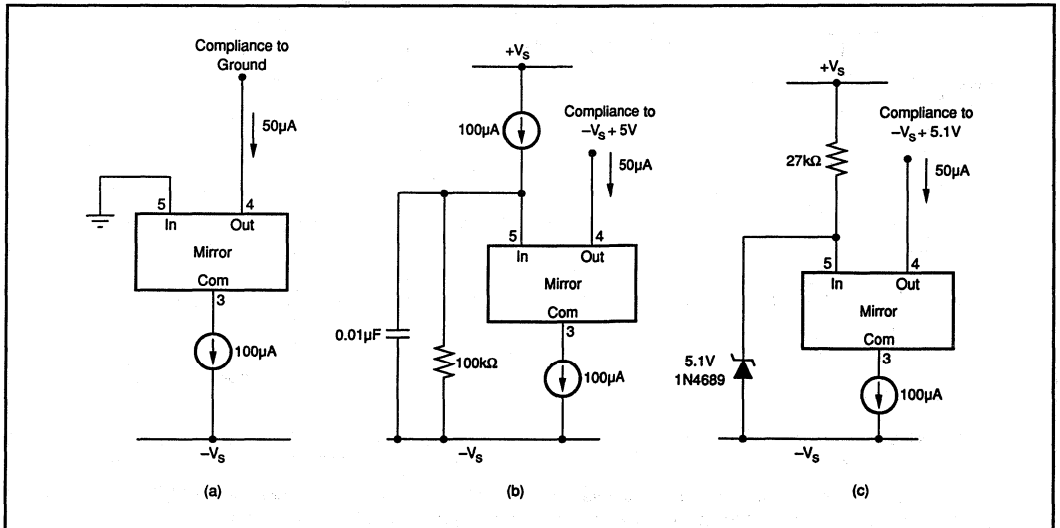 Compliance to
Ground
50µA
5
4
In
Out
Mirror
Com
3
100µA
–VS
(a)
+VS
100µA
Compliance to
–VS + 5V
50µA
5
4
In
Out
Mirror
Com
3
0.01µF
100kΩ
100µA
–VS
(b)
+VS
27kΩ
Compliance to
–VS + 5.1V
50µA
5
4
In
Out
Mirror
Com
3
5.1V
1N4689
100µA
–VS
(c)